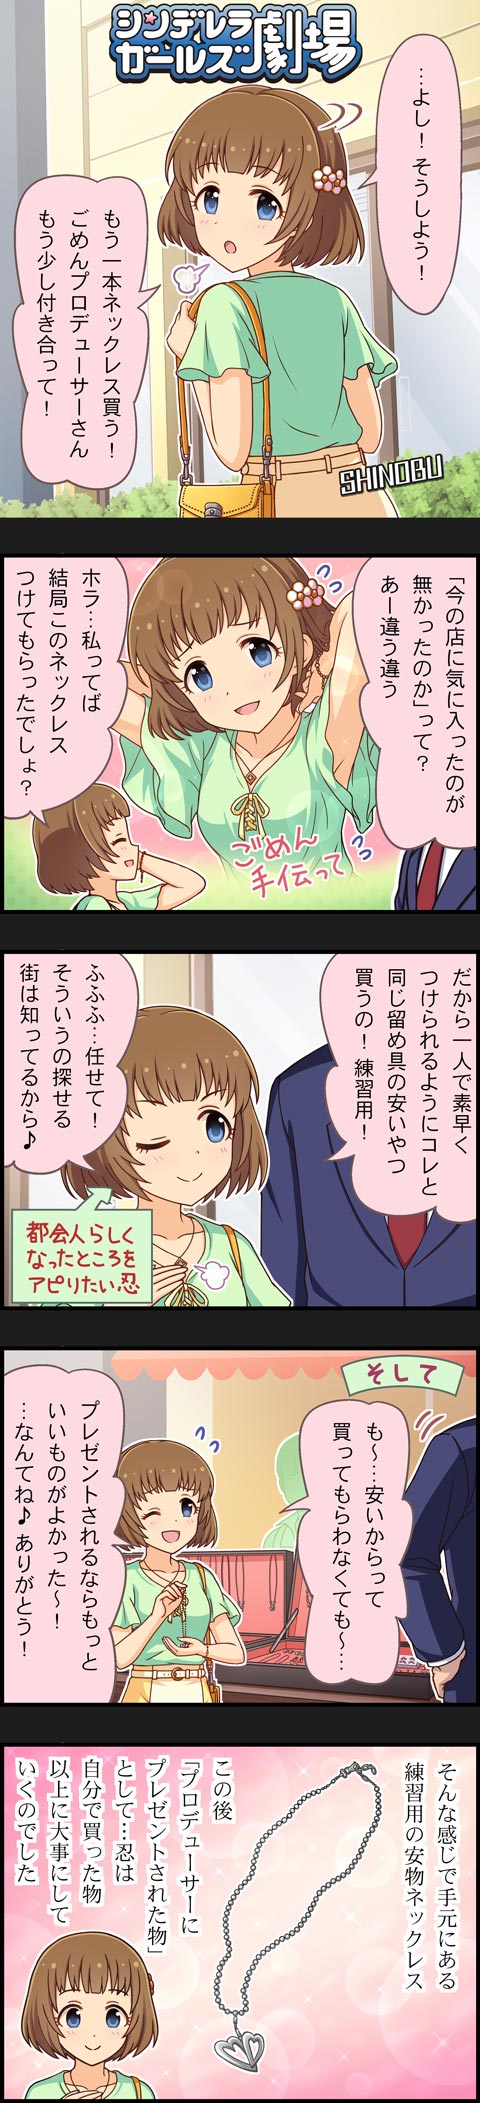 シンデレラ
ガールズ劇場
…よし！そうしよう！
もう一本ネックレス買う！
ごめんプロデューサーさん
もう少し付き合って！
SHINOBU
「今の店に気に入ったのが
無かったのか」って？
あー違う違う
ホラ…私ってば
結局このネックレス
つけてもらったでしょ？
ごめん
手伝って
だから一人で素早く
つけられるようにコレと
同じ留め具の安いやつ
買うの！練習用！
ふふふ…任せて！
そういうの探せる
街は知ってるから♪
都会人らしく
なったところを
アピりたい忍
そして
も〜…安いからって
買ってもらわなくても〜…
プレゼントされるならもっと
いいものがよかった〜！
…なんてね♪ありがとう！
そんな感じで手元にある
練習用の安物ネックレス
この後
「プロデューサーに
プレゼントされた物」
として…忍は
自分で買った物
以上に大事にして
いくのでした